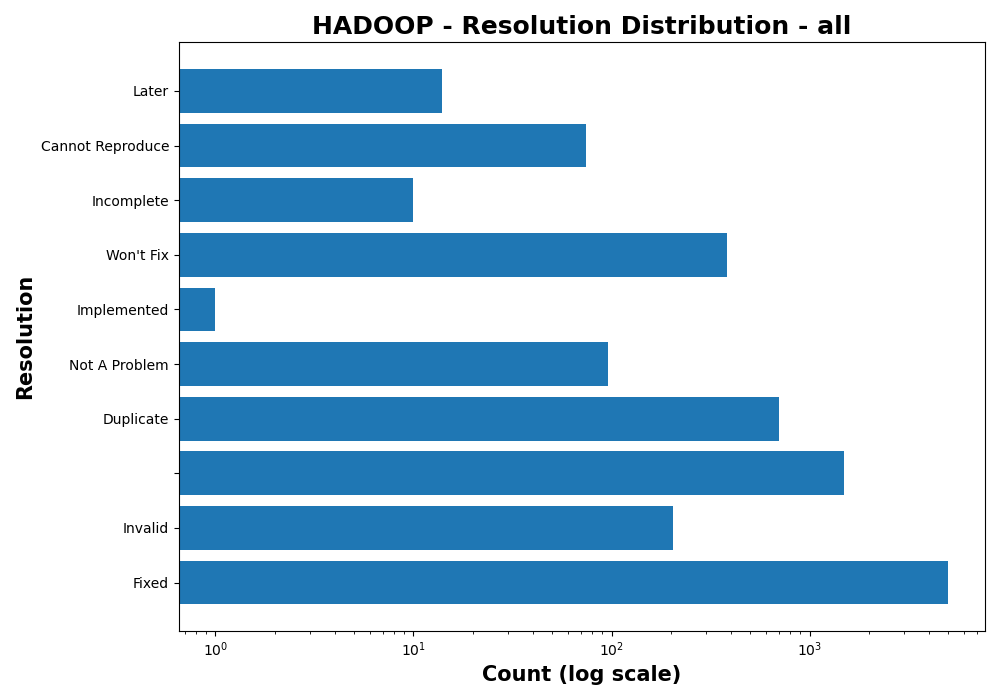 HADOOP - Resolution Distribution - all
Later
Cannot Reproduce
Incomplete
Won't Fix
Implemented
Not A Problem
Duplicate
Invalid
Fixed
Resolution
10⁰ 10¹ 10² 10³
Count (log scale)